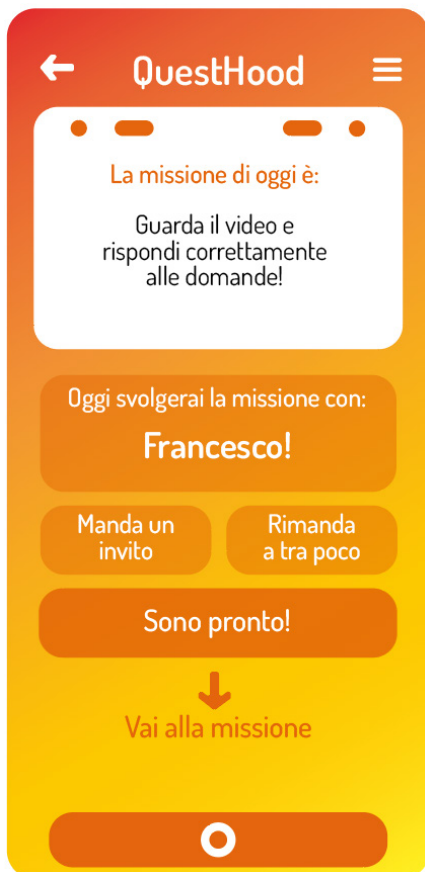 QuestHood
La missione di oggi è:
Guarda il video e
rispondi correttamente
alle domande!
Oggi svolgerai la missione con:
Francesco!
Manda un
invito
Rimanda
a tra poco
Sono pronto!
Vai alla missione